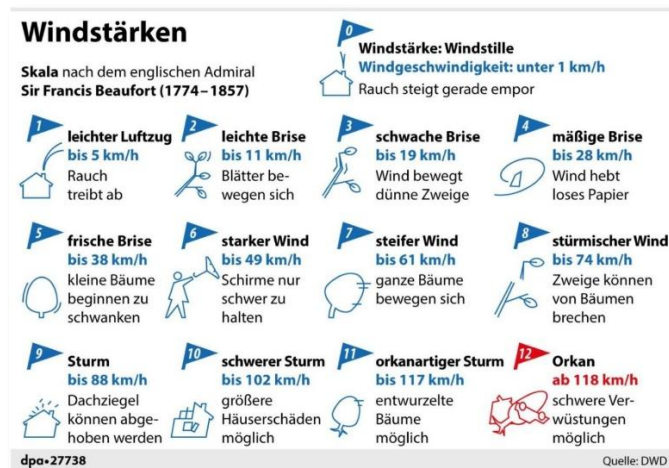 Windstärken
Skala nach dem englischen Admiral
Sir Francis Beaufort (1774–1857)
0
Windstärke: Windstille
Windgeschwindigkeit: unter 1 km/h
Rauch steigt gerade empor
1
leichter Luftzug
bis 5 km/h
Rauch
treibt ab
2
leichte Brise
bis 11 km/h
Blätter be-
wegen sich
3
schwache Brise
bis 19 km/h
Wind bewegt
dünne Zweige
4
mäßige Brise
bis 28 km/h
Wind hebt
loses Papier
5
frische Brise
bis 38 km/h
kleine Bäume
beginnen zu
schwanken
6
starker Wind
bis 49 km/h
Schirme nur
schwer zu
halten
7
steifer Wind
bis 61 km/h
ganze Bäume
bewegen sich
8
stürmischer Wind
bis 74 km/h
Zweige können
von Bäumen
brechen
9
Sturm
bis 88 km/h
Dachziegel
können abge-
hoben werden
10
schwerer Sturm
bis 102 km/h
größere
Häuserschäden
möglich
11
orkanartiger Sturm
bis 117 km/h
entwurzelte
Bäume
möglich
12
Orkan
ab 118 km/h
schwere Ver-
wüstungen
möglich
dpa•27738
Quelle: DWD